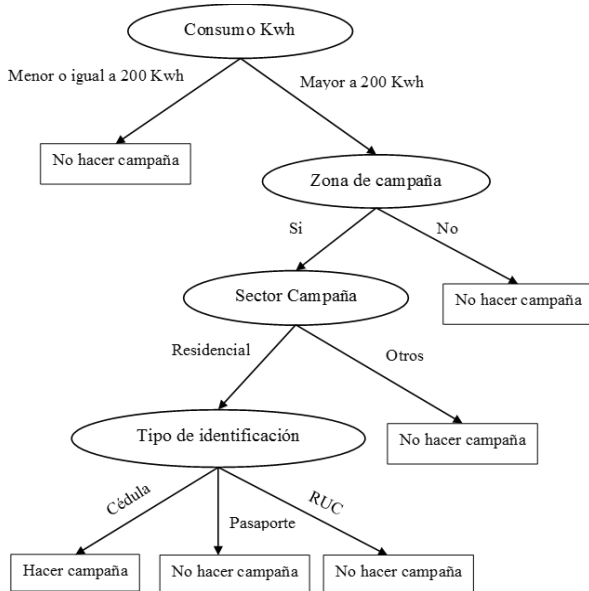 Consumo Kwh
Menor o igual a 200 Kwh
Mayor a 200 Kwh
No hacer campaña
Zona de campaña
Si
No
Sector Campaña
No hacer campaña
Residencial
Otros
Tipo de identificación
No hacer campaña
Cédula
Pasaporte
RUC
Hacer campaña
No hacer campaña
No hacer campaña